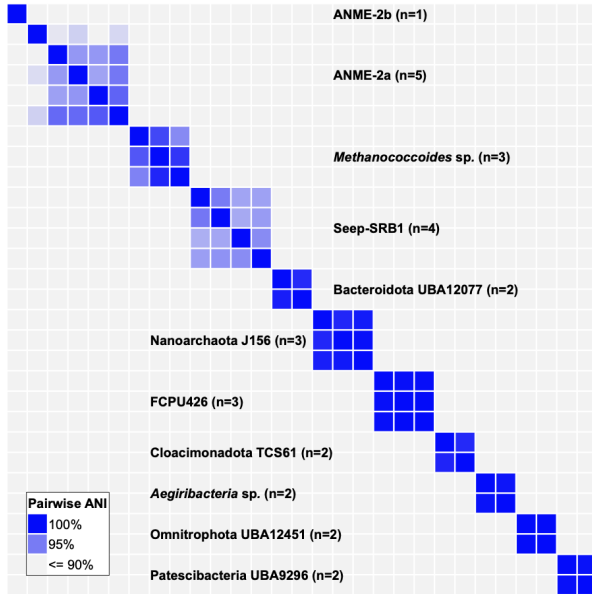 ANME-2b (n=1)
ANME-2a (n=5)
Methanococcoides sp. (n=3)
Seep-SRB1 (n=4)
Bacteroidota UBA12077 (n=2)
Nanoarchaota J156 (n=3)
FCPU426 (n=3)
Cloacimonadota TCS61 (n=2)
Aegiribacteria sp. (n=2)
Omnitrophota UBA12451 (n=2)
Patescibacteria UBA9296 (n=2)
Pairwise ANI
100%
95%
<= 90%